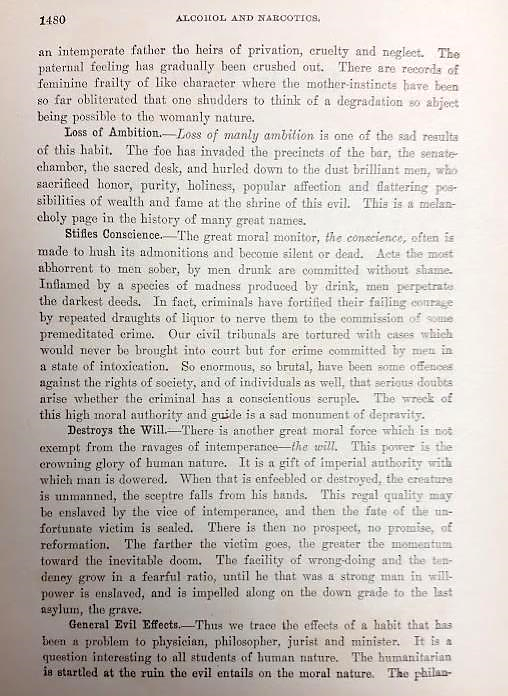 1480
ALCOHOL AND NARCOTICS.
an intemperate father the heirs of privation, cruelty and neglect. The
paternal feeling has gradually been crushed out. There are records of
feminine frailty of like character where the mother-instincts have been
so far obliterated that one shudders to think of a degradation so abject
being possible to the womanly nature.
Loss of Ambition.—Loss of manly ambition is one of the sad results
of this habit. The foe has invaded the precincts of the bar, the senate-
chamber, the sacred desk, and hurled down to the dust brilliant men, who
sacrificed honor, purity, holiness, popular affection and flattering pos-
sibilities of wealth and fame at the shrine of this evil. This is a melan-
choly page in the history of many great names.
Stifles Conscience.—The great moral monitor, the conscience, often is
made to hush its admonitions and become silent or dead. Acts the most
abhorrent to men sober, by men drunk are committed without shame.
Inflamed by a species of madness produced by drink, men perpetrate
the darkest deeds. In fact, criminals have fortified their failing courage
by repeated draughts of liquor to nerve them to the commission of some
premeditated crime. Our civil tribunals are tortured with cases which
would never be brought into court but for crime committed by men in
a state of intoxication. So enormous, so brutal, have been some offences
against the rights of society, and of individuals as well, that serious doubts
arise whether the criminal has a conscientious scruple. The wreck of
this high moral authority and guide is a sad monument of depravity.
Destroys the Will.—There is another great moral force which is not
exempt from the ravages of intemperance—the will. This power is the
crowning glory of human nature. It is a gift of imperial authority with
which man is dowered. When that is enfeebled or destroyed, the creature
is unmanned, the sceptre falls from his hands. This regal quality may
be enslaved by the vice of intemperance, and then the fate of the un-
fortunate victim is sealed. There is then no prospect, no promise, of
reformation. The farther the victim goes, the greater the momentum
toward the inevitable doom. The facility of wrong-doing and the ten-
dency grow in a fearful ratio, until he that was a strong man in will-
power is enslaved, and is impelled along on the down grade to the last
asylum, the grave.
General Evil Effects.—Thus we trace the effects of a habit that has
been a problem to physician, philosopher, jurist and minister. It is a
question interesting to all students of human nature. The humanitarian
is startled at the ruin the evil entails on the moral nature. The philan-